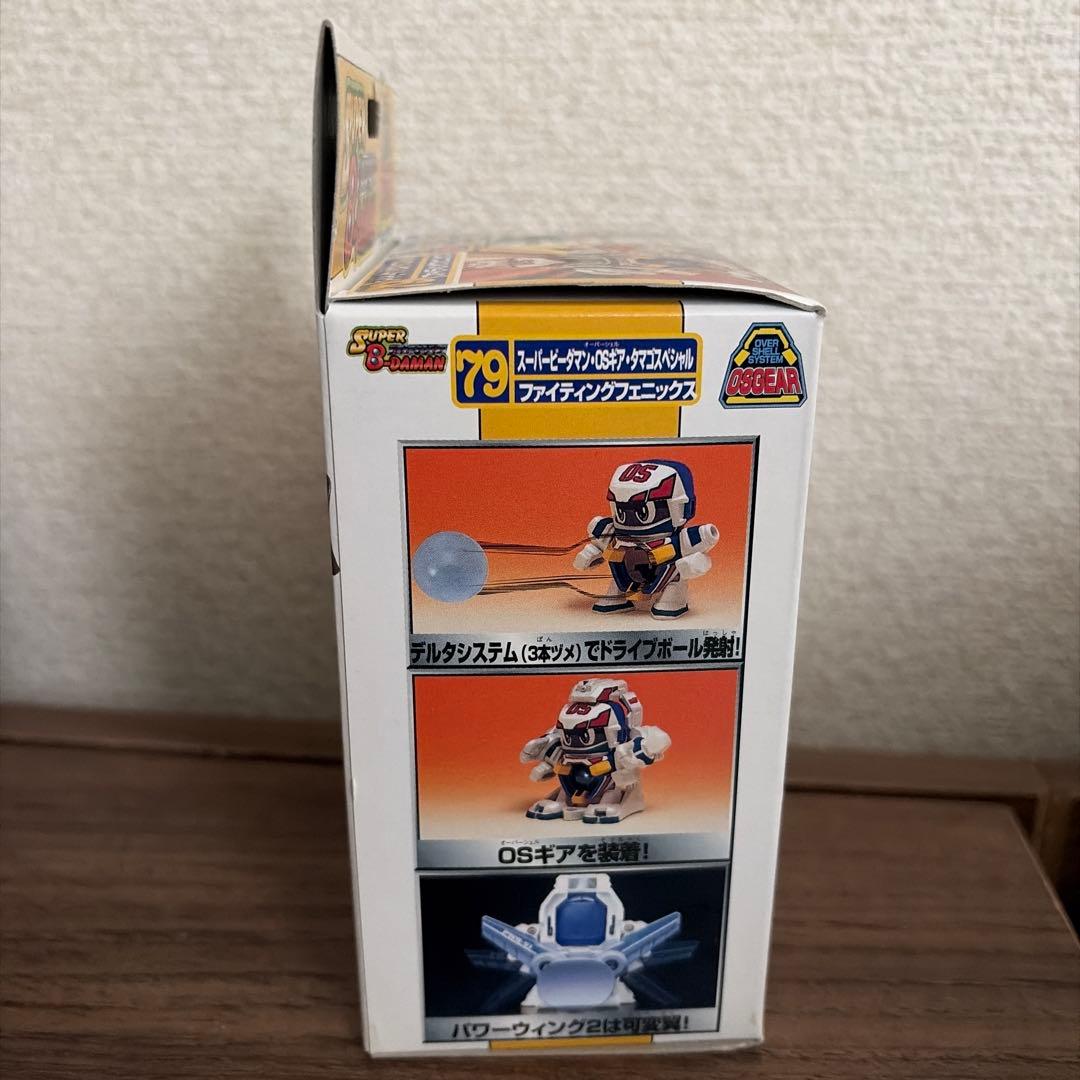 SUPER
B-DAMAN
79
オーバーシェル
スーパービーダマン・OSギア・タマゴスペシャル
ファイティングフェニックス
OVER
SHELL
SYSTEM
OSGEAR
OS
ぼん
はっしゃ
デルタシステム(3本ヅメ)でドライブボール発射!
OS
オーバーシェル
そうちゃく
OSギアを装着!
パワーウィング2は可変翼!